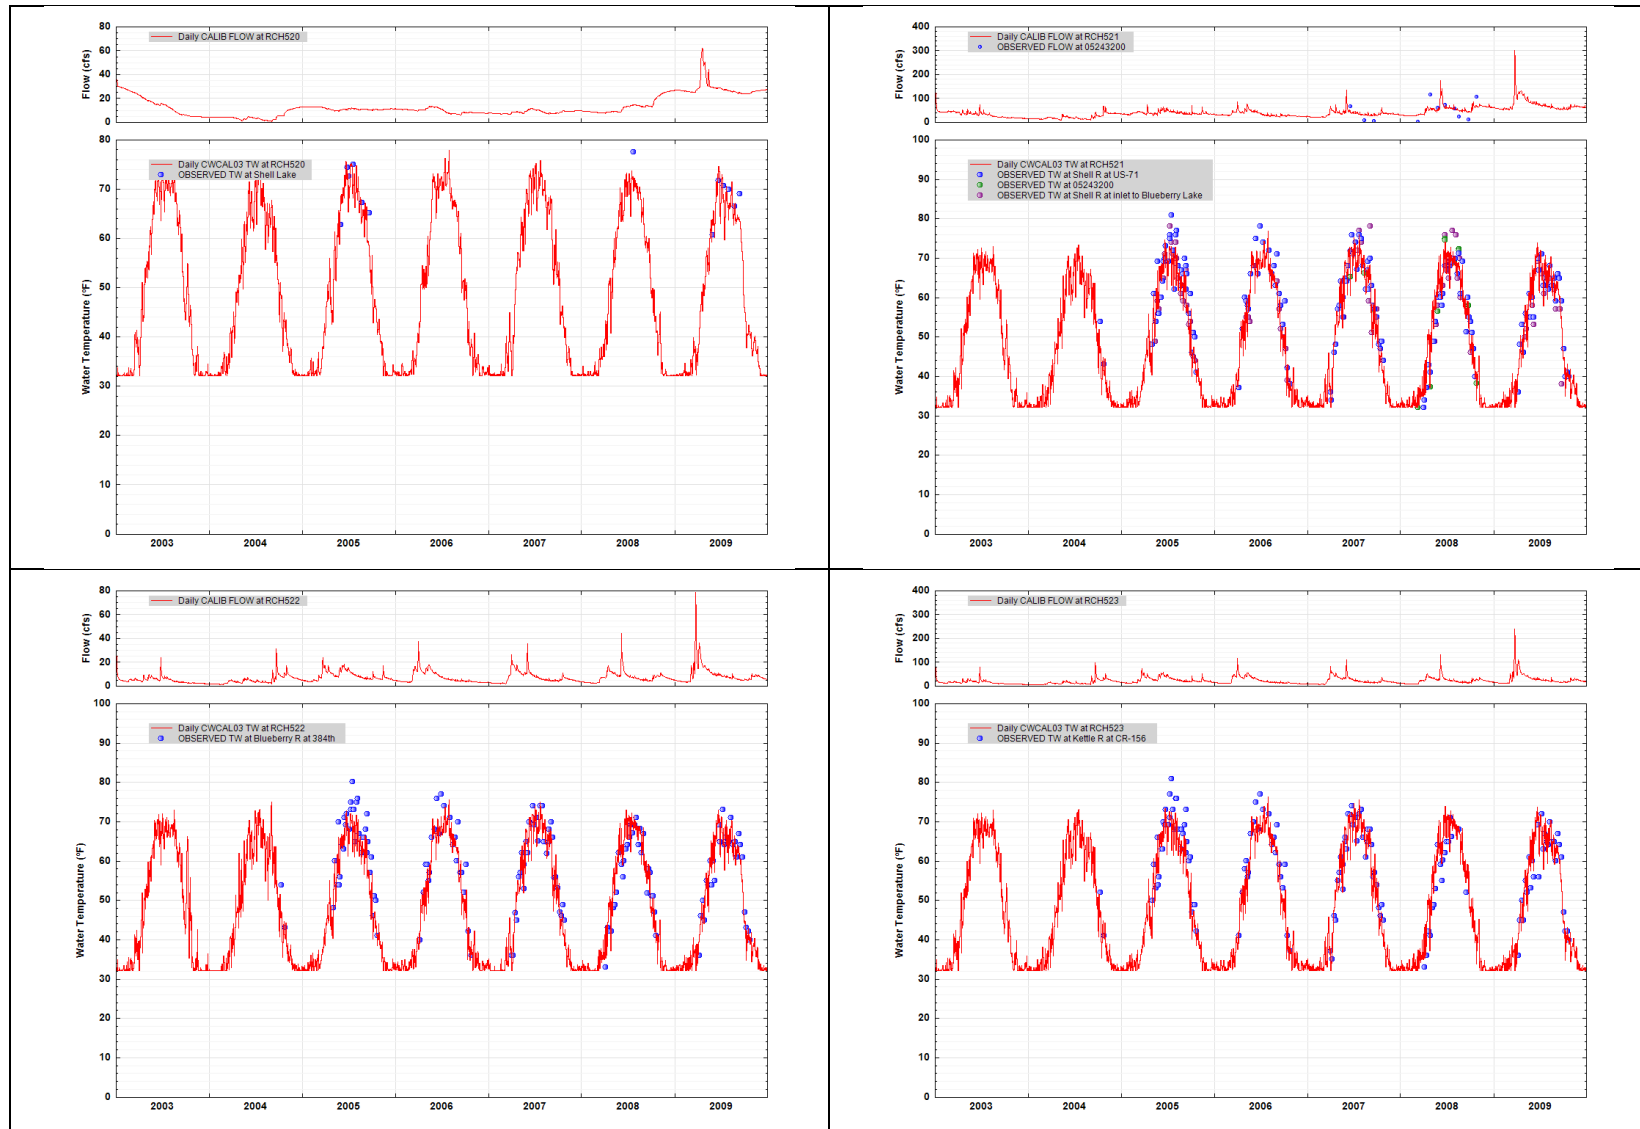 80
60
40
20
0
Flow (cfs)
Daily CALIB FLOW at RCH520
80
70
60
50
40
30
20
10
0
Water Temperature (°F)
Daily CWCAL03 TW at RCH520
OBSERVED TW at Shell Lake
2003 2004 2005 2006 2007 2008 2009
400
300
200
100
0
Flow (cfs)
Daily CALIB FLOW at RCH521
OBSERVED FLOW at 05243200
100
90
80
70
60
50
40
30
20
10
0
Water Temperature (°F)
Daily CWCAL03 TW at RCH521
OBSERVED TW at Shell R at US-71
OBSERVED TW at 05243200
OBSERVED TW at Shell R at inlet to Blueberry Lake
2003 2004 2005 2006 2007 2008 2009
80
60
40
20
0
Flow (cfs)
Daily CALIB FLOW at RCH522
100
90
80
70
60
50
40
30
20
10
0
Water Temperature (°F)
Daily CWCAL03 TW at RCH522
OBSERVED TW at Blueberry R at 384th
2003 2004 2005 2006 2007 2008 2009
400
300
200
100
0
Flow (cfs)
Daily CALIB FLOW at RCH523
100
90
80
70
60
50
40
30
20
10
0
Water Temperature (°F)
Daily CWCAL03 TW at RCH523
OBSERVED TW at Kettle R at CR-156
2003 2004 2005 2006 2007 2008 2009